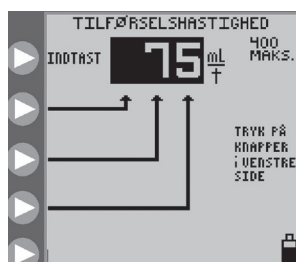 TILFØRSELSHASTIGHED
INDTAST 75 mL/t
400
MAKS.
TRYK PÅ
KNAPPER
i VENSTRE
SIDE